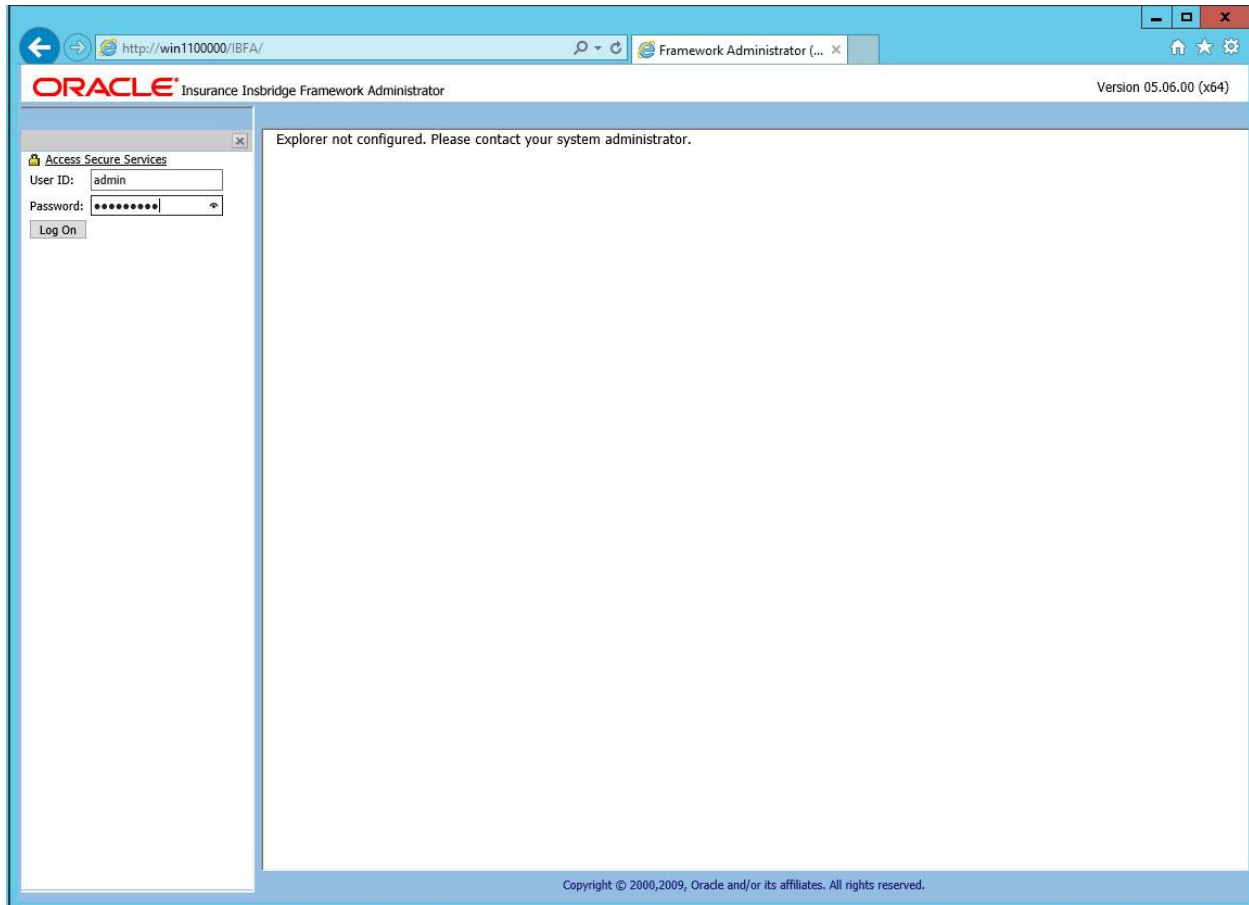 http://win1100000/IBFA/
Framework Administrator (...
ORACLE® Insurance Insbridge Framework Administrator
Version 05.06.00 (x64)
Explorer not configured. Please contact your system administrator.
Access Secure Services
User ID: admin
Password: •••••••••
Log On
Copyright © 2000,2009, Oracle and/or its affiliates. All rights reserved.